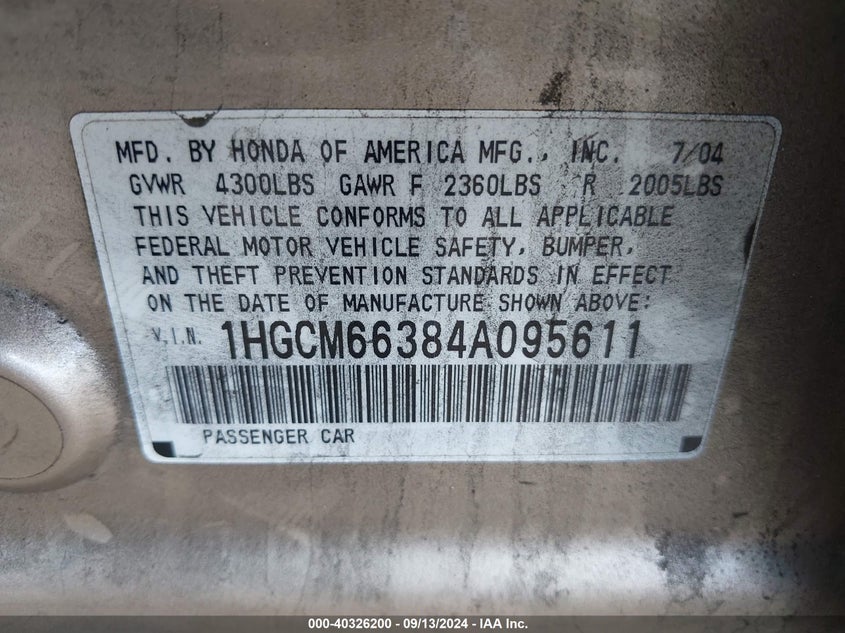 MFD. BY HONDA OF AMERICA MFG., INC. 7/04
GVWR 4300LBS GAWR F 2360LBS R 2005LBS
THIS VEHICLE CONFORMS TO ALL APPLICABLE
FEDERAL MOTOR VEHICLE SAFETY, BUMPER,
AND THEFT PREVENTION STANDARDS IN EFFECT
ON THE DATE OF MANUFACTURE SHOWN ABOVE:
V.I.N. 1HGCM66384A095611
PASSENGER CAR
000-40326200 - 09/13/2024 - IAA Inc.